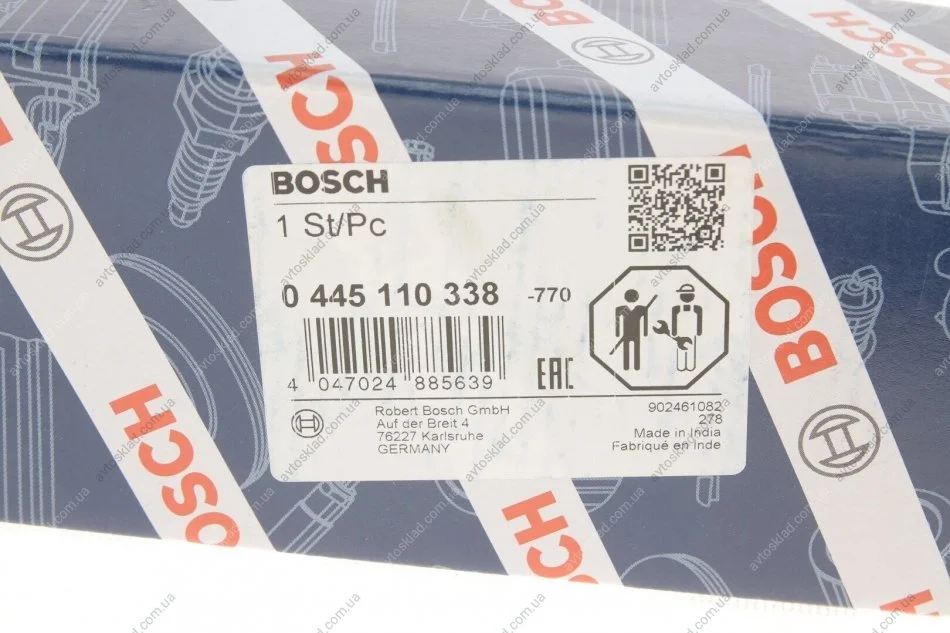 BOSCH
1 St/Pc
0 445 110 338 -770
4 047024 885639
EAC
Robert Bosch GmbH
Auf der Breit 4
76227 Karlsruhe
GERMANY
902461082
278
Made in India
Fabriqué en Inde
BOSCH
BOSCH
BOSCH
BOSCH
BOSCH
BOSCH
avtosklad.com.ua